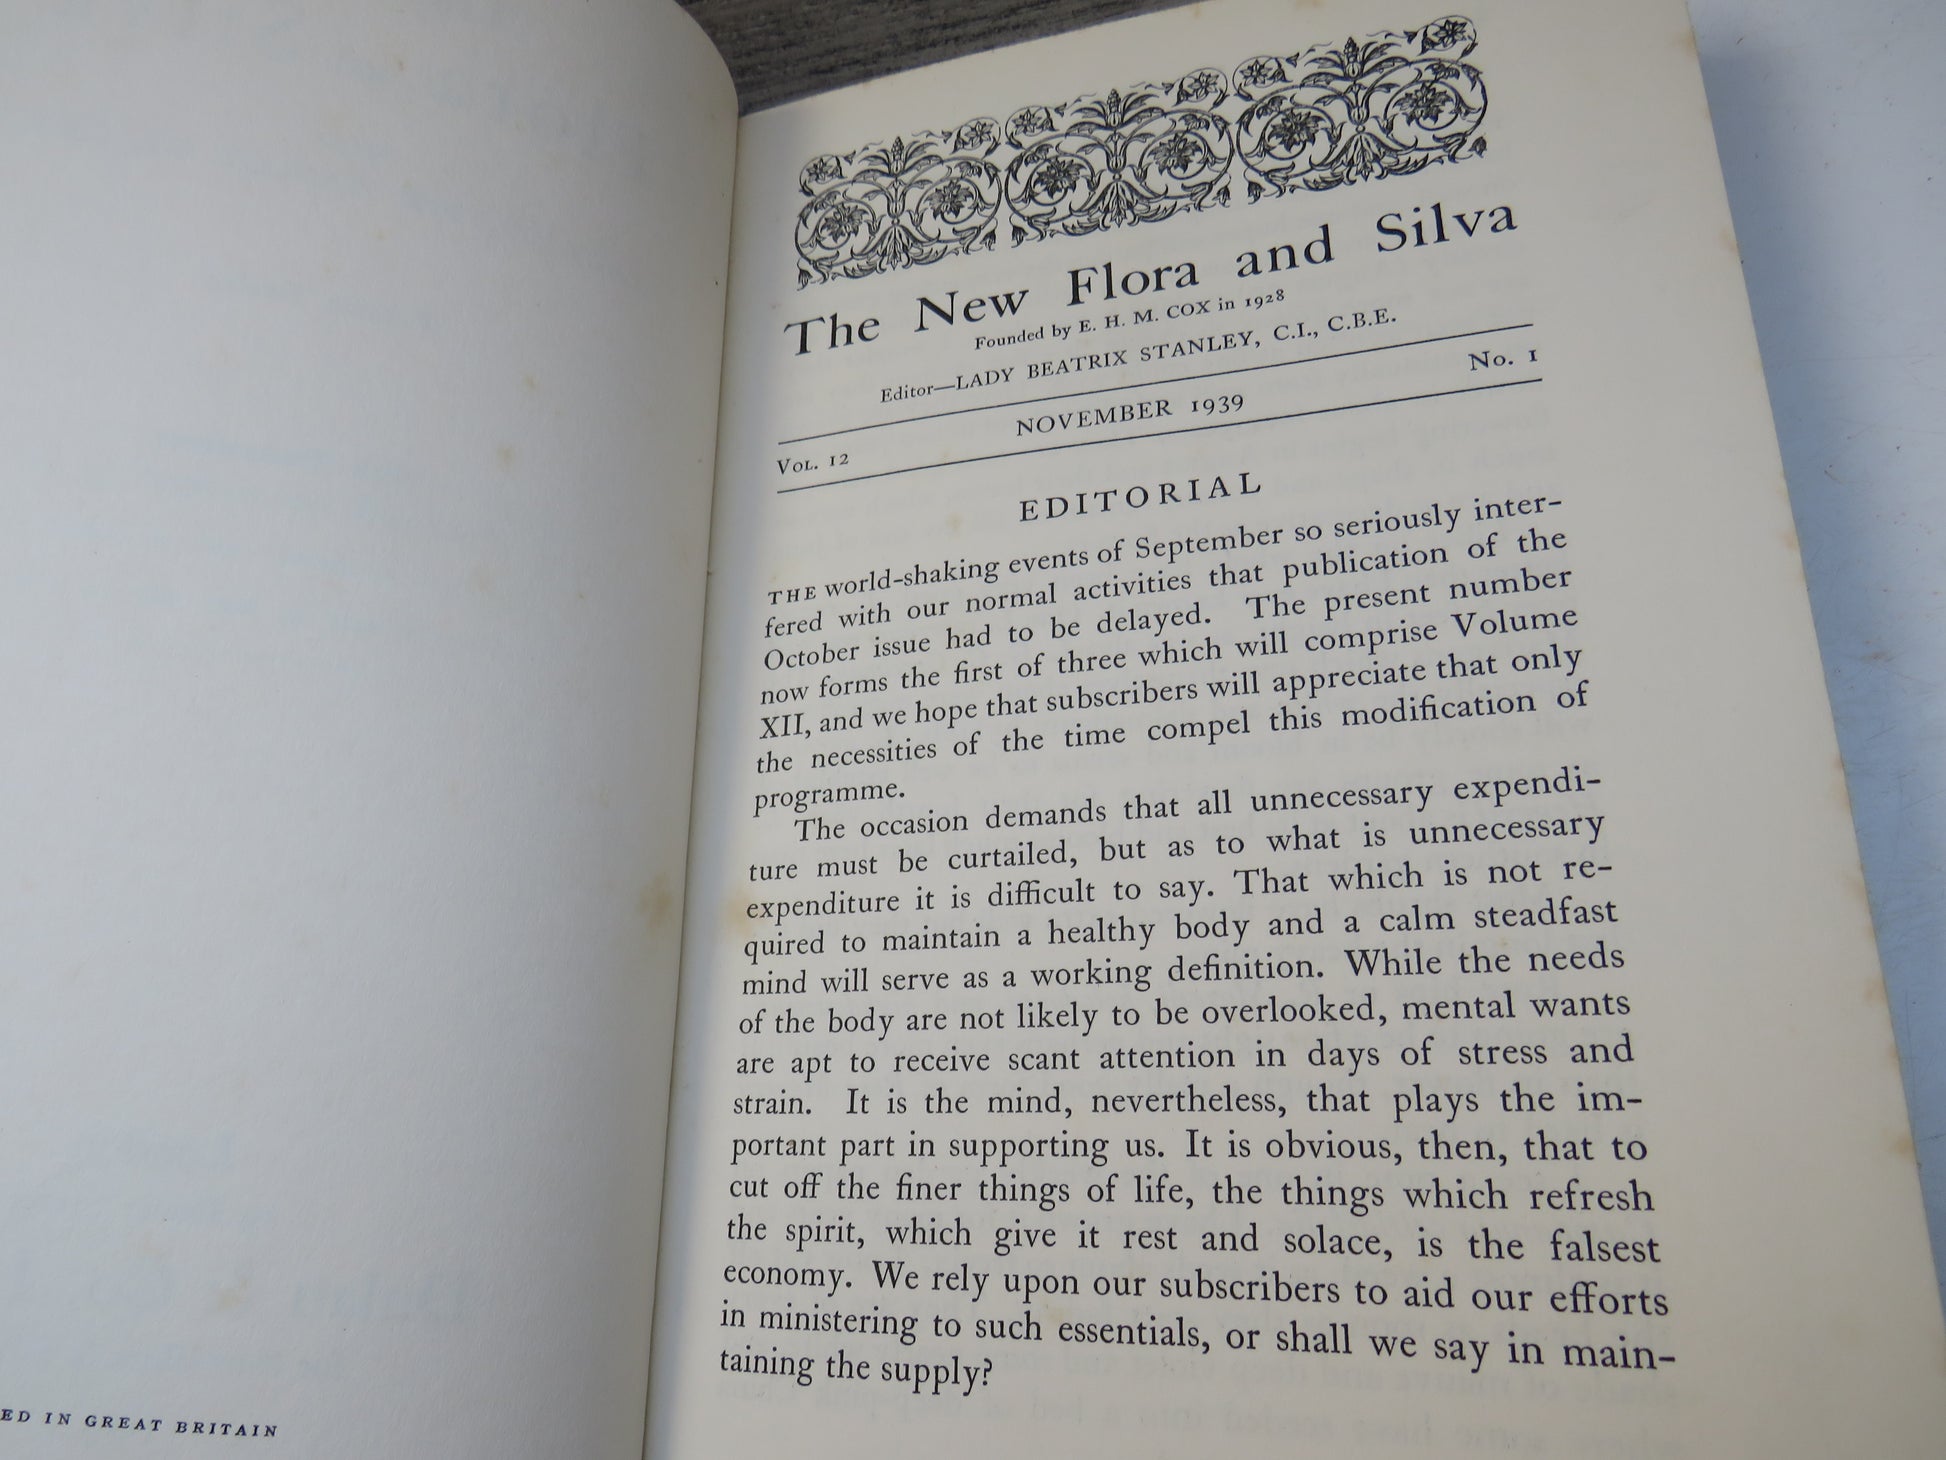 ED IN GREAT BRITAIN
The New Flora and Silva
Founded by E. H. M. COX in 1928
Editor—LADY BEATRIX STANLEY, C.I., C.B.E.
Vol. 12 NOVEMBER 1939 No. 1
EDITORIAL
THE world-shaking events of September so seriously inter-
fered with our normal activities that publication of the
October issue had to be delayed. The present number
now forms the first of three which will comprise Volume
XII, and we hope that subscribers will appreciate that only
the necessities of the time compel this modification of
programme.
The occasion demands that all unnecessary expendi-
ture must be curtailed, but as to what is unnecessary
expenditure it is difficult to say. That which is not re-
quired to maintain a healthy body and a calm steadfast
mind will serve as a working definition. While the needs
of the body are not likely to be overlooked, mental wants
are apt to receive scant attention in days of stress and
strain. It is the mind, nevertheless, that plays the im-
portant part in supporting us. It is obvious, then, that to
cut off the finer things of life, the things which refresh
the spirit, which give it rest and solace, is the falsest
economy. We rely upon our subscribers to aid our efforts
in ministering to such essentials, or shall we say in main-
taining the supply?